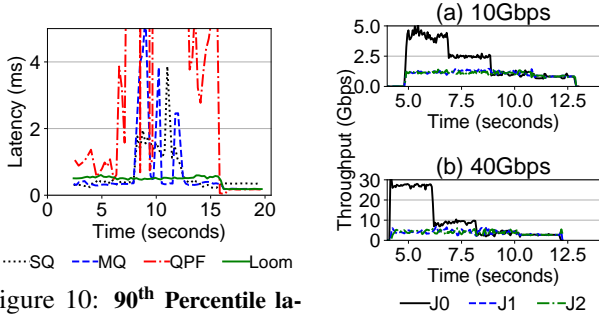 4
2
0
Latency (ms)
0 5 10 15 20
Time (seconds)
SQ MQ QPF Loom
igure 10: 90th Percentile la-
(a) 10Gbps
5.0
2.5
0.0
5.0 7.5 10.0 12.5
Time (seconds)
Throughput (Gbps)
(b) 40Gbps
30
20
10
0
5.0 7.5 10.0 12.5
Time (seconds)
J0 J1 J2